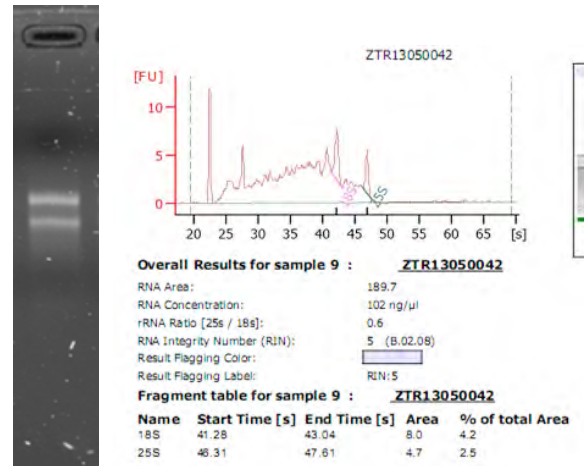 ZTR13050042
[FU]
10
5
0
18S
25S
20 25 30 35 40 45 50 55 60 65 [s]
Overall Results for sample 9 : ZTR13050042
RNA Area: 189.7
RNA Concentration: 102 ng/µl
rRNA Ratio [25s / 18s]: 0.6
RNA Integrity Number (RIN): 5 (B.02.08)
Result Flagging Color:
Result Flagging Label: RIN:5
Fragment table for sample 9 : ZTR13050042
Name Start Time [s] End Time [s] Area % of total Area
18S 41.28 43.04 8.0 4.2
25S 46.31 47.61 4.7 2.5